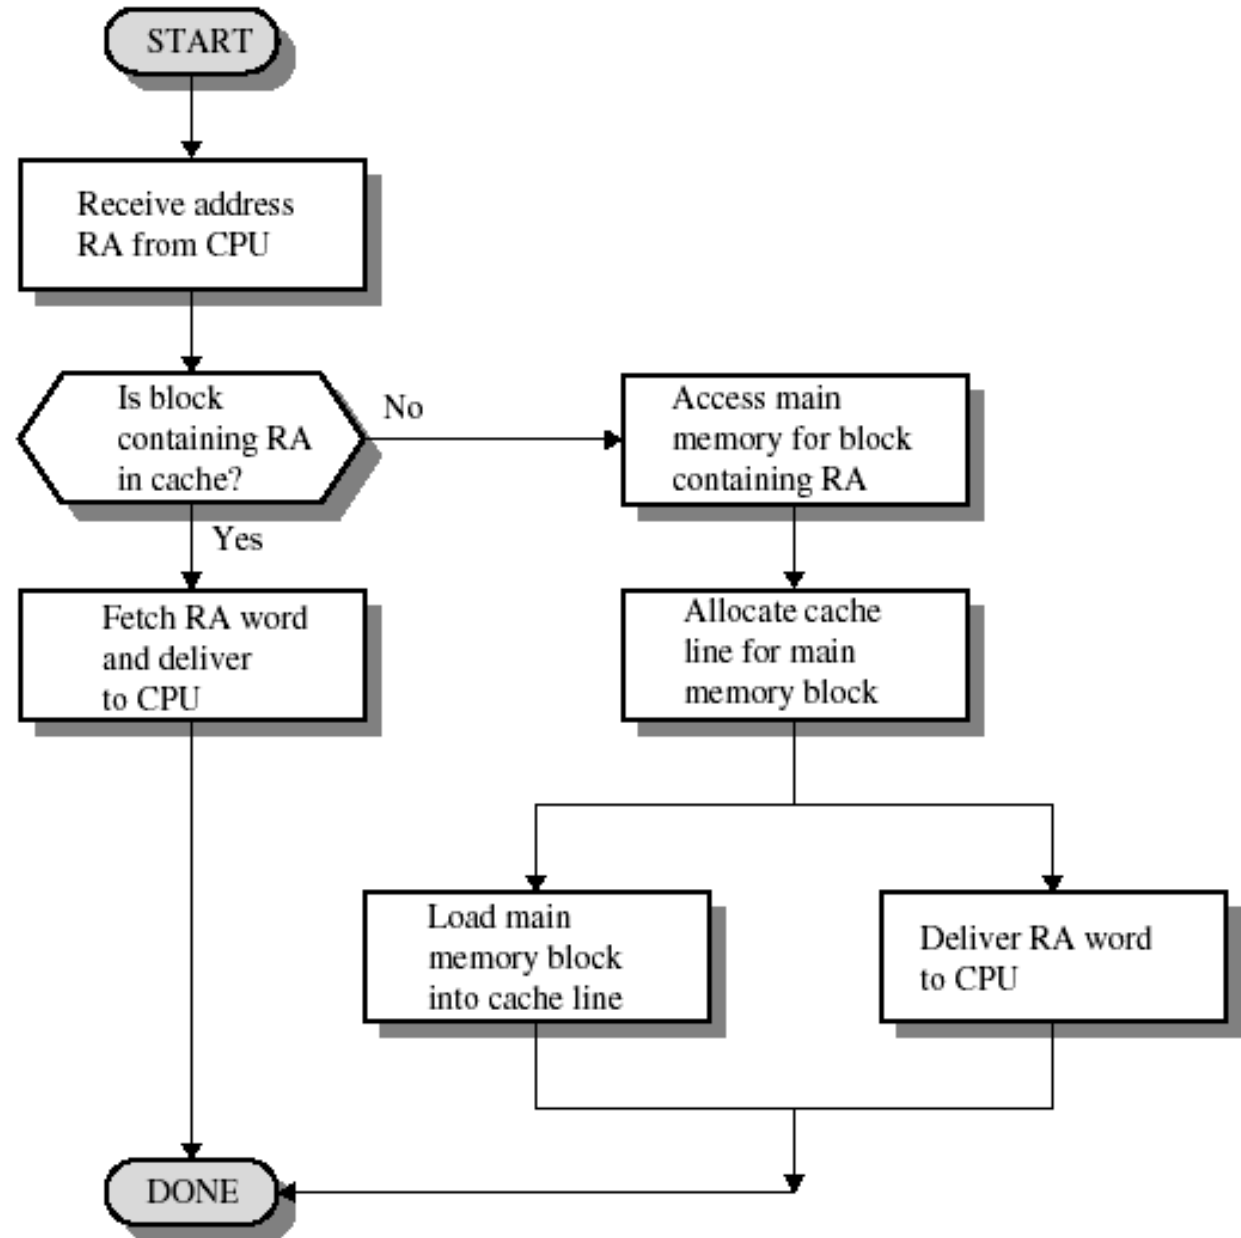 START
Receive address
RA from CPU
Is block
containing RA
in cache?
No
Access main
memory for block
containing RA
Yes
Fetch RA word
and deliver
to CPU
Allocate cache
line for main
memory block
Load main
memory block
into cache line
Deliver RA word
to CPU
DONE